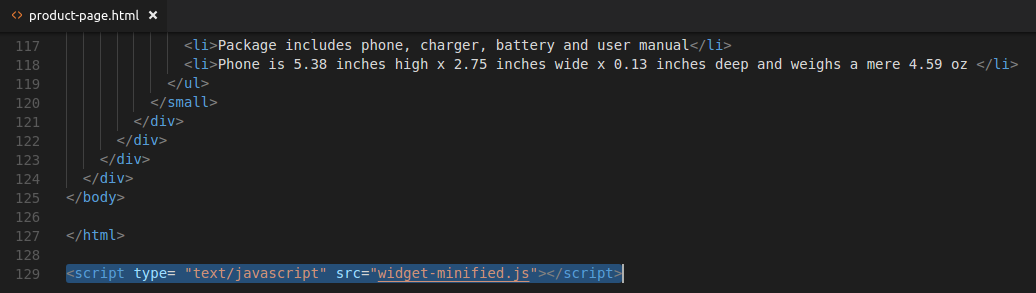 <> product-page.html ×
117 <li>Package includes phone, charger, battery and user manual</li>
118 <li>Phone is 5.38 inches high x 2.75 inches wide x 0.13 inches deep and weighs a mere 4.59 oz </li>
119 </ul>
120 </small>
121 </div>
122 </div>
123 </div>
124 </div>
125 </body>
126
127 </html>
128
129 <script type= "text/javascript" src="widget-minified.js"></script>